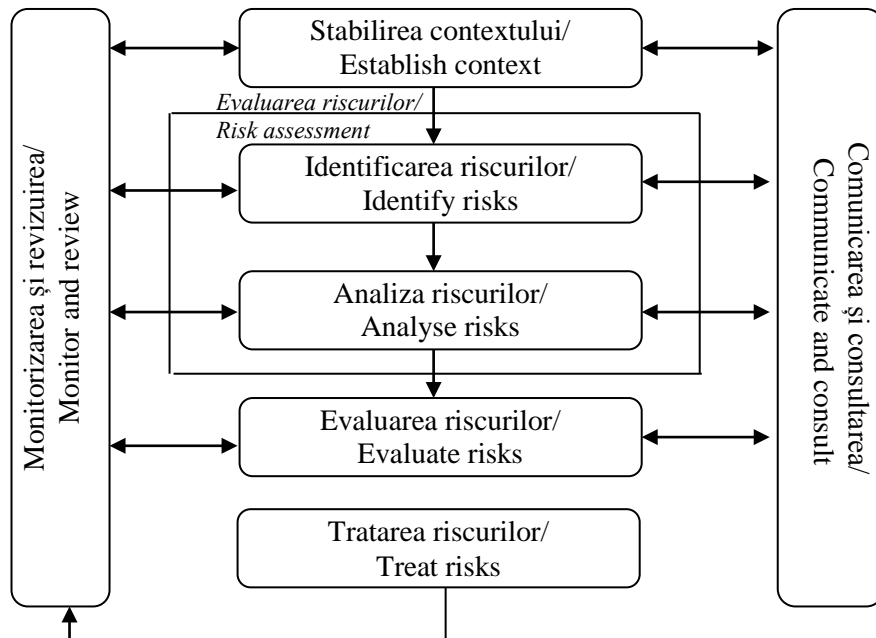 Stabilirea contextului/
Establish context
Evaluarea riscurilor/
Risk assessment
Identificarea riscurilor/
Identify risks
Analiza riscurilor/
Analyse risks
Evaluarea riscurilor/
Evaluate risks
Tratarea riscurilor/
Treat risks
Monitorizarea și revizuirea/
Monitor and review
Comunicarea și consultarea/
Communicate and consult